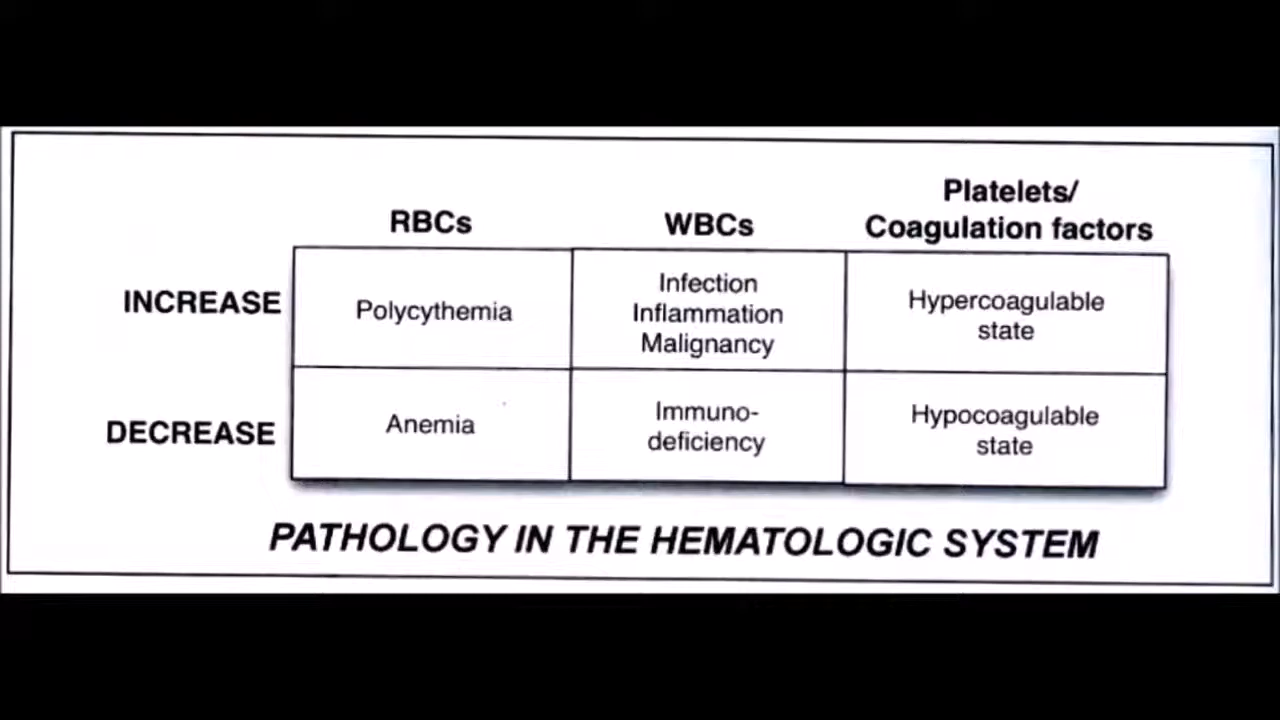 Platelets/
RBCs WBCs Coagulation factors
INCREASE Polycythemia Infection Inflammation Malignancy Hypercoagulable state
DECREASE Anemia Immuno- deficiency Hypocoagulable state
PATHOLOGY IN THE HEMATOLOGIC SYSTEM